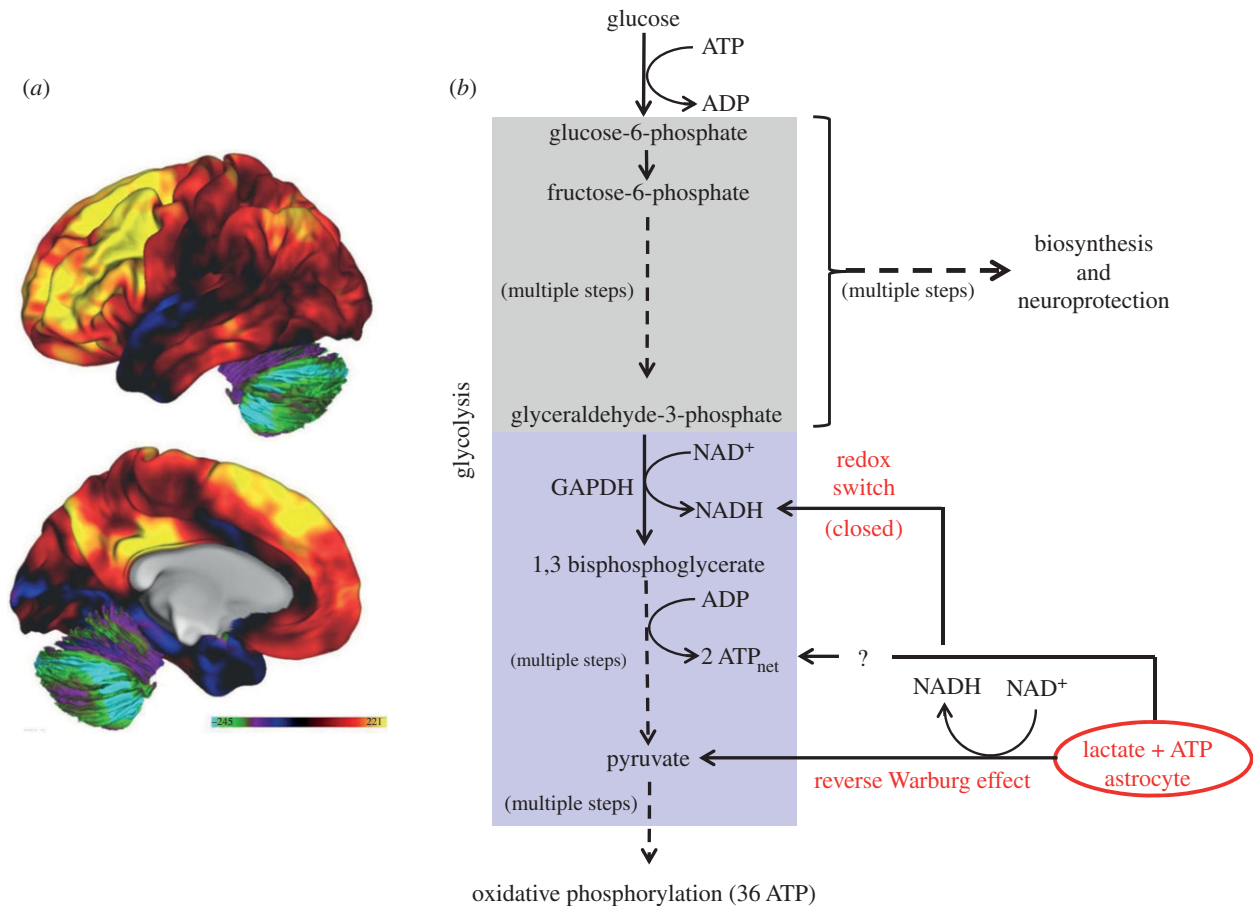 (a)
–245
221
(b)
glucose
ATP
ADP
glucose-6-phosphate
fructose-6-phosphate
(multiple steps)
glyceraldehyde-3-phosphate
(multiple steps)
biosynthesis
and
neuroprotection
glycolysis
NAD+
GAPDH
NADH
redox
switch
(closed)
1,3 bisphosphoglycerate
ADP
(multiple steps)
2 ATPnet
?
NADH
NAD+
pyruvate
reverse Warburg effect
lactate + ATP
astrocyte
(multiple steps)
oxidative phosphorylation (36 ATP)